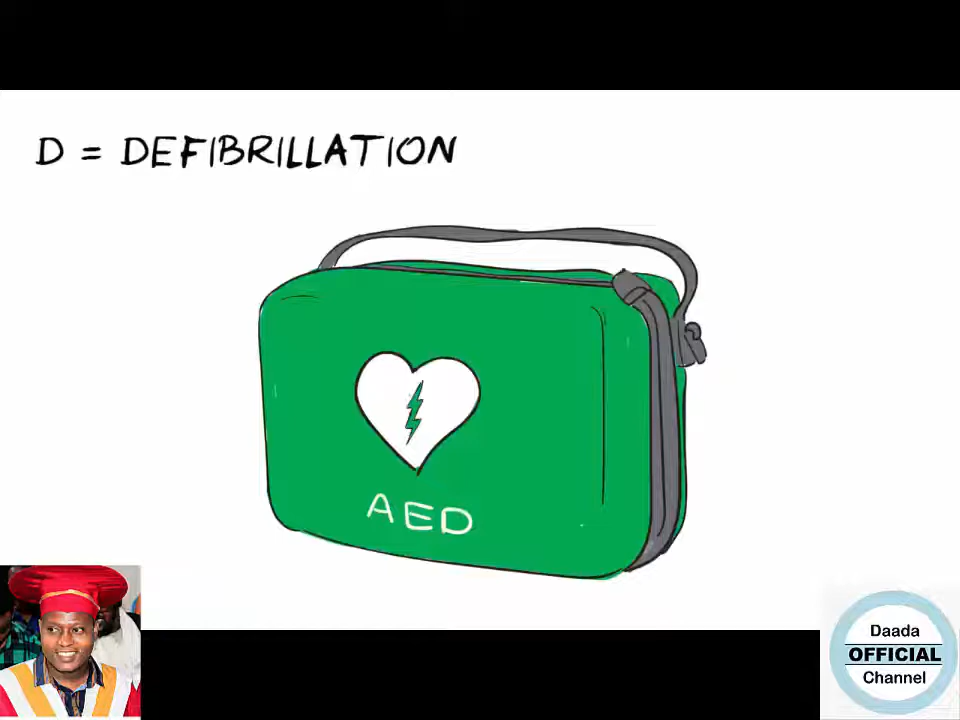 D = DEFIBRILLATION
AED
Daada
OFFICIAL
Channel